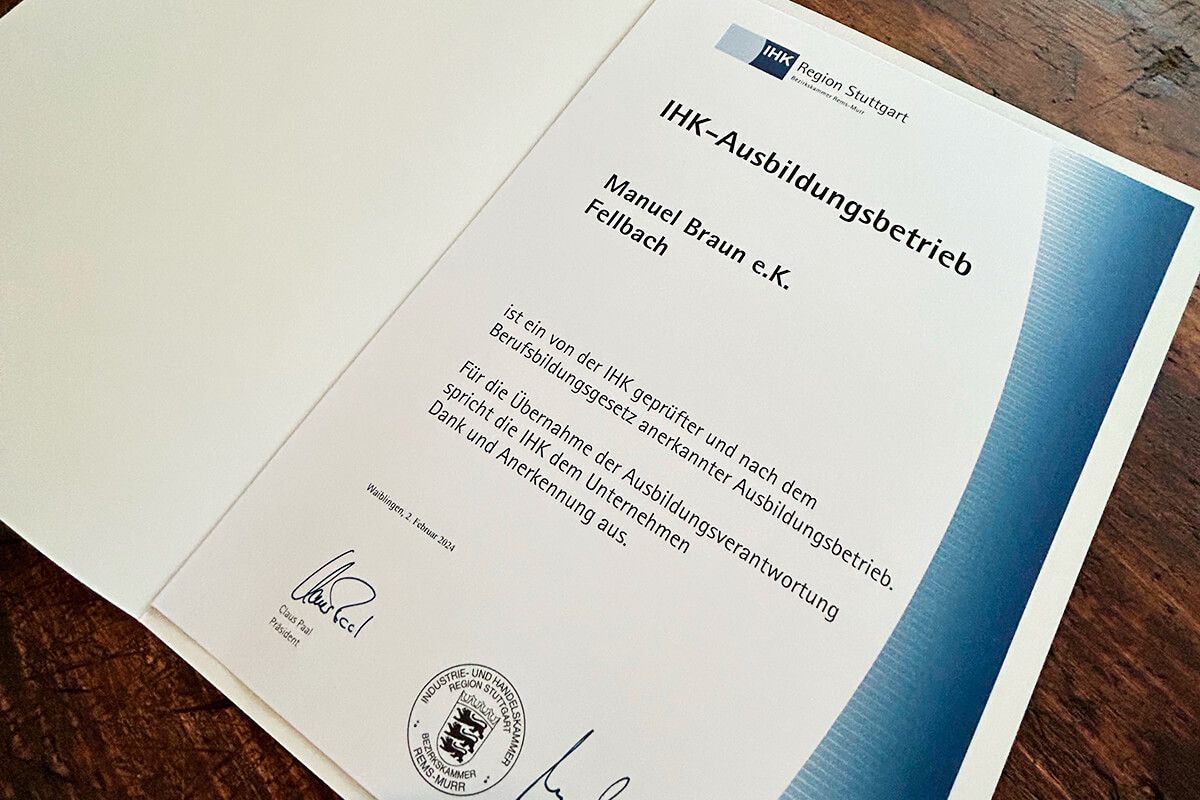 IHK Region Stuttgart
Bezirkskammer Rems-Murr
IHK-Ausbildungsbetrieb
Manuel Braun e.K.
Fellbach
ist ein von der IHK geprüfter und nach dem
Berufsbildungsgesetz anerkannter Ausbildungsbetrieb.
Für die Übernahme der Ausbildungsverantwortung
spricht die IHK dem Unternehmen
Dank und Anerkennung aus.
Waiblingen, 2. Februar 2024
Claus Paal
Claus Paal
Präsident
INDUSTRIE- UND HANDELSKAMMER
REGION STUTTGART
BEZIRKSKAMMER
REMS-MURR